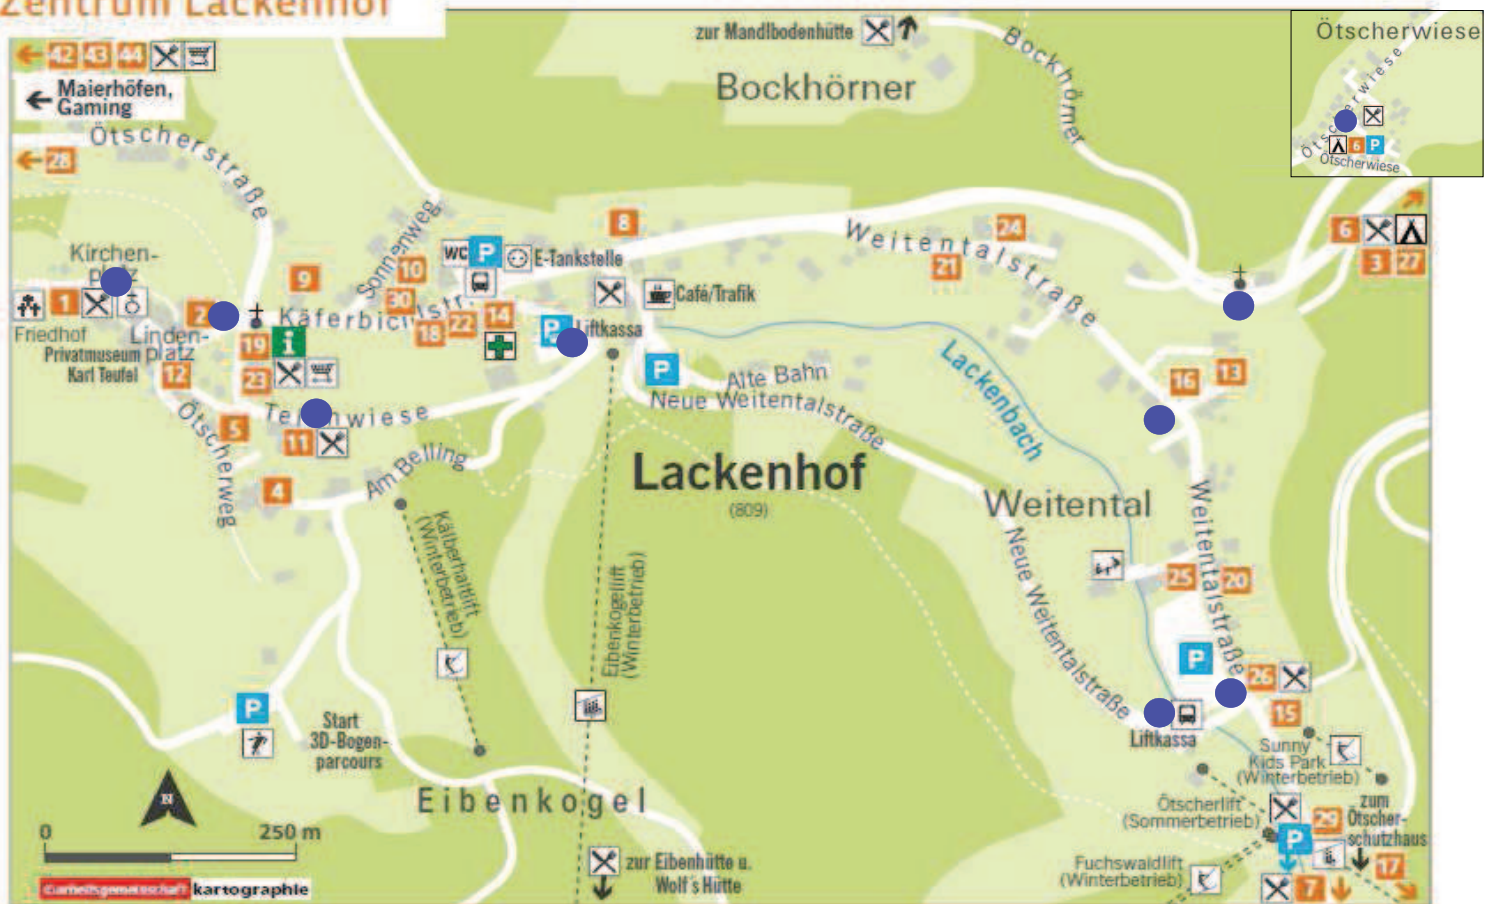 Zentrum Lackenhof
42 43 44
Maierhöfen,
Gaming
Ötscherstraße
28
zur Mandlbodenhütte
Bockhörner
Bockhörner
Ötscherwiese
Ötscherwiese
6 P
Ötscherwiese
Kirchen-
1
Friedhof
2
Linden-
platz
Privatmuseum
Karl Teufel
12
9
Sonnenweg
10
30
18
22
14
19
i
23
WC P
E-Tankstelle
8
Café/Trafik
P
Liftkassa
P
Alte Bahn
Neue Weitentalstraße
Weitentalstraße
24
21
6
3 27
16
13
Lackenbach
5
11
4
Ötscherweg
Am Belling
Lackenhof
(809)
Weitental
Weitentalstraße
Neue Weitentalstraße
25
20
Kälberhaltlift
(Winterbetrieb)
Eibenkogellift
(Winterbetrieb)
P
26
15
Liftkassa
P
Start
3D-Bogen-
parcours
Eibenkogel
Sunny
Kids Park
(Winterbetrieb)
Ötscherlift
(Sommerbetrieb)
29
P
zum
Ötscher-
schutzhaus
17
7
Fuchswaldlift
(Winterbetrieb)
zur Eibenhütte u.
Wolf´s Hütte
N
0 250 m
kartographie